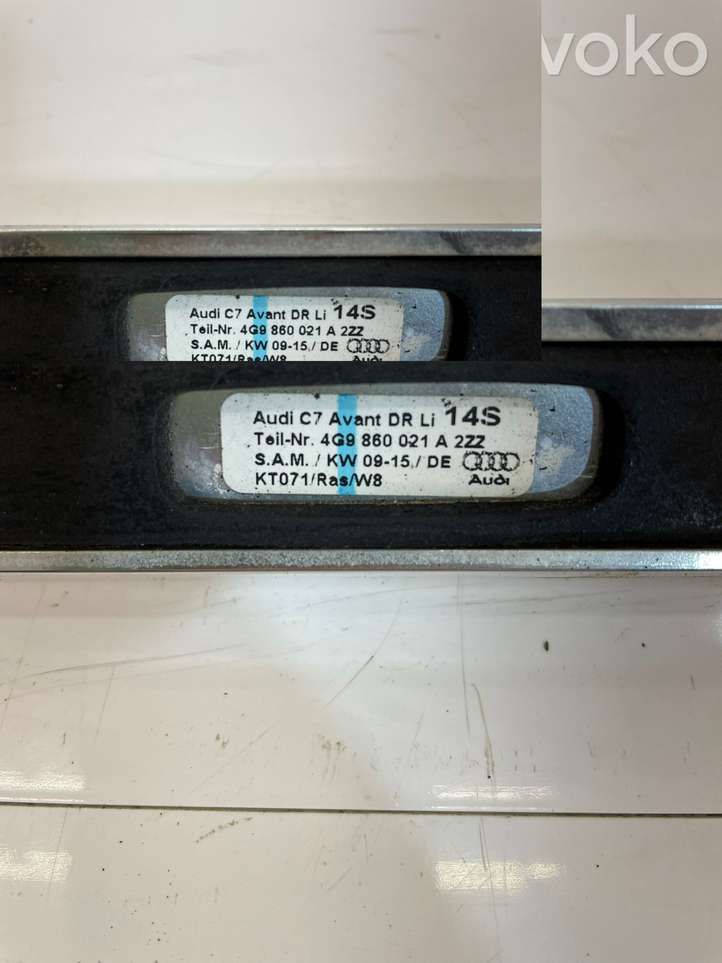 voko
Audi C7 Avant DR Li 14S
Teil-Nr. 4G9 860 021 A 2ZZ
S.A.M. / KW 09-15 / DE
KT071/Ras/W8 Audi
Audi C7 Avant DR Li 14S
Teil-Nr. 4G9 860 021 A 2ZZ
S.A.M. / KW 09-15 / DE
KT071/Ras/W8 Audi